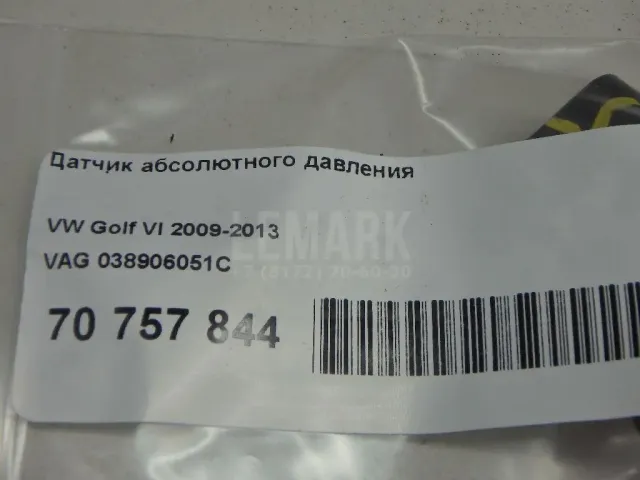 Датчик абсолютного давления
VW Golf VI 2009-2013
LEMARK
VAG 038906051C
70 757 844